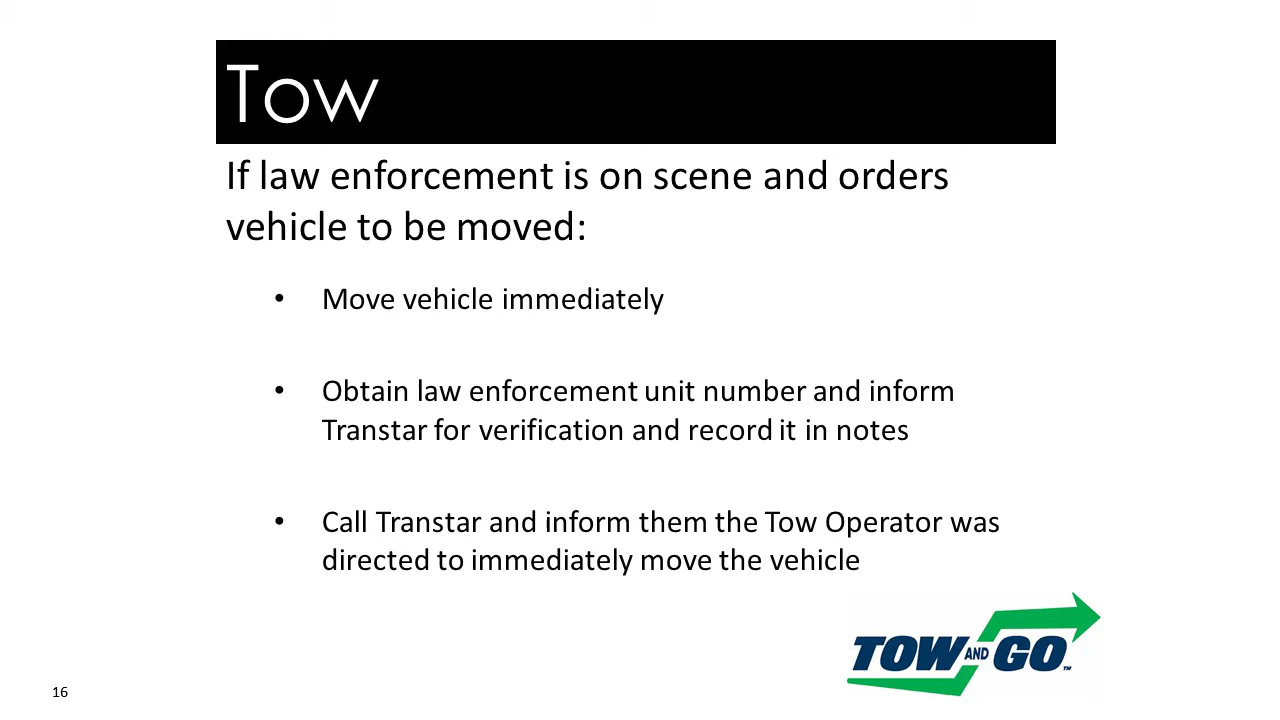 Tow
If law enforcement is on scene and orders
vehicle to be moved:
• Move vehicle immediately
• Obtain law enforcement unit number and inform
Transtar for verification and record it in notes
• Call Transtar and inform them the Tow Operator was
directed to immediately move the vehicle
TOW AND GO™
16